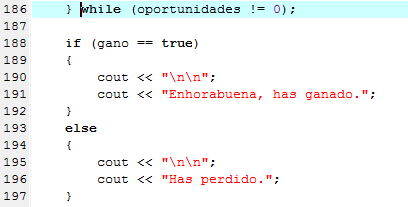 186 } while (oportunidades != 0);
187
188 if (gano == true)
189 {
190 cout << "\n\n";
191 cout << "Enhorabuena, has ganado.";
192 }
193 else
194 {
195 cout << "\n\n";
196 cout << "Has perdido.";
197 }